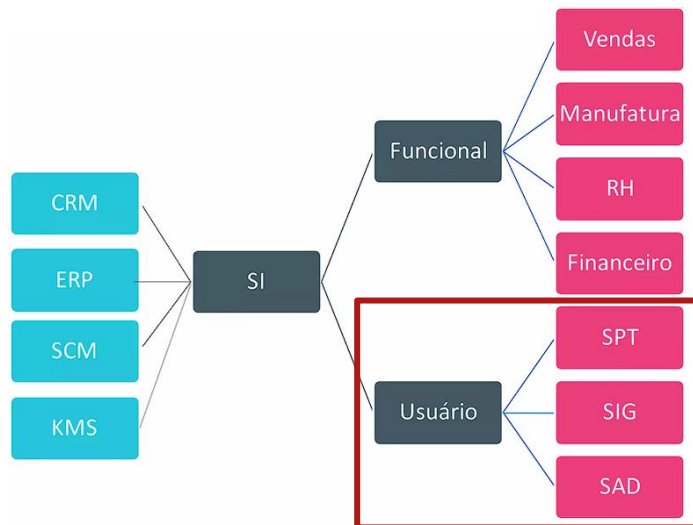 Vendas
Manufatura
Funcional
RH
CRM
ERP
SI
Financeiro
SCM
SPT
KMS
Usuário
SIG
SAD